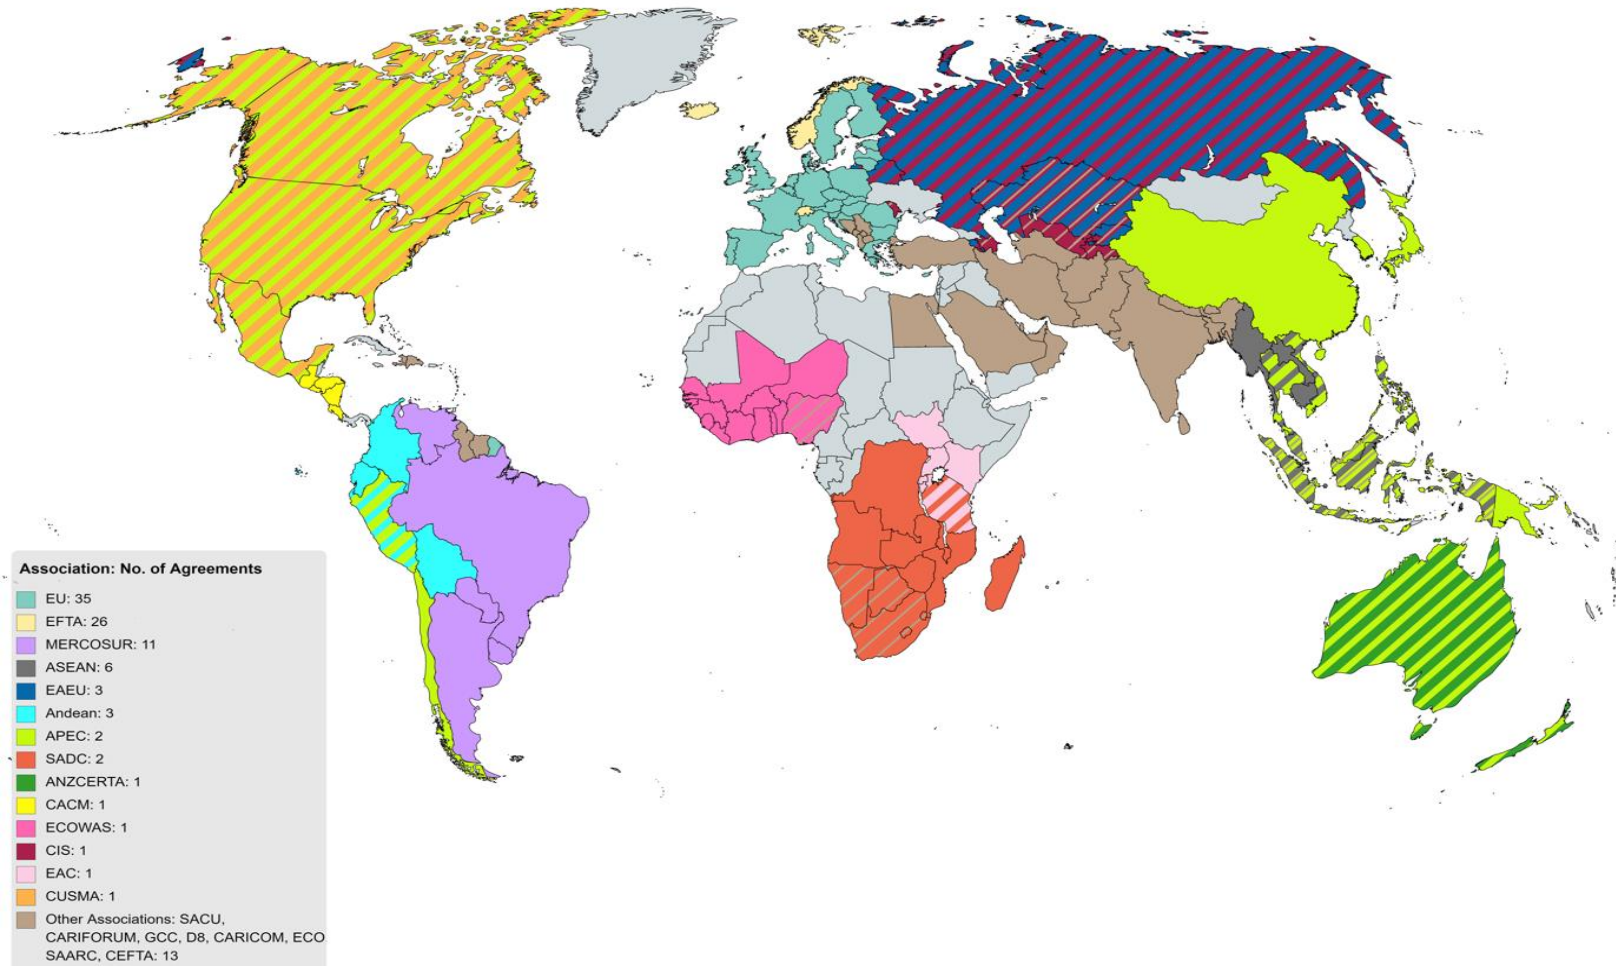 Association: No. of Agreements
EU: 35
EFTA: 26
MERCOSUR: 11
ASEAN: 6
EAEU: 3
Andean: 3
APEC: 2
SADC: 2
ANZCERTA: 1
CACM: 1
ECOWAS: 1
CIS: 1
EAC: 1
CUSMA: 1
Other Associations: SACU,
CARIFORUM, GCC, D8, CARICOM, ECO
SAARC, CEFTA: 13